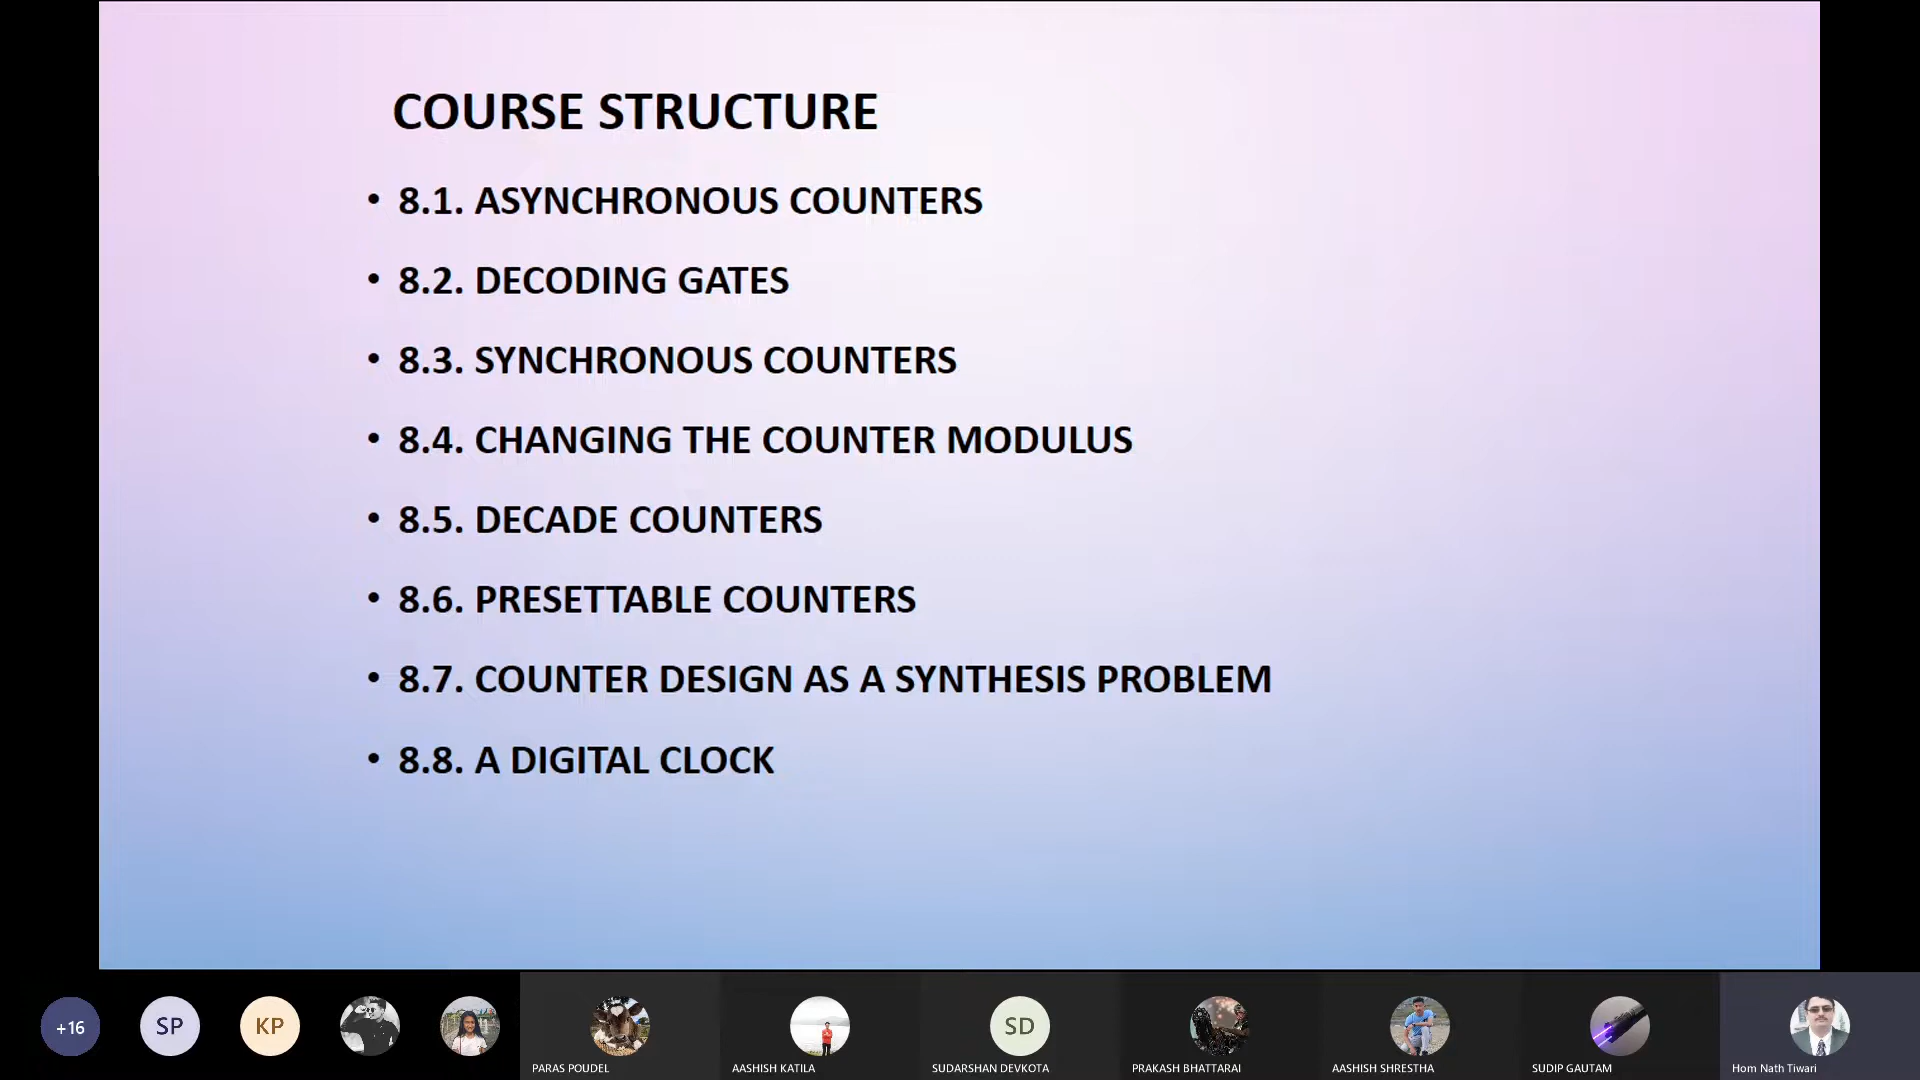 COURSE STRUCTURE
• 8.1. ASYNCHRONOUS COUNTERS
• 8.2. DECODING GATES
• 8.3. SYNCHRONOUS COUNTERS
• 8.4. CHANGING THE COUNTER MODULUS
• 8.5. DECADE COUNTERS
• 8.6. PRESETTABLE COUNTERS
• 8.7. COUNTER DESIGN AS A SYNTHESIS PROBLEM
• 8.8. A DIGITAL CLOCK
+16 SP KP SD
PARAS POUDEL AASHISH KATILA SUDARSHAN DEVKOTA PRAKASH BHATTARAI AASHISH SHRESTHA SUDIP GAUTAM Hom Nath Tiwari